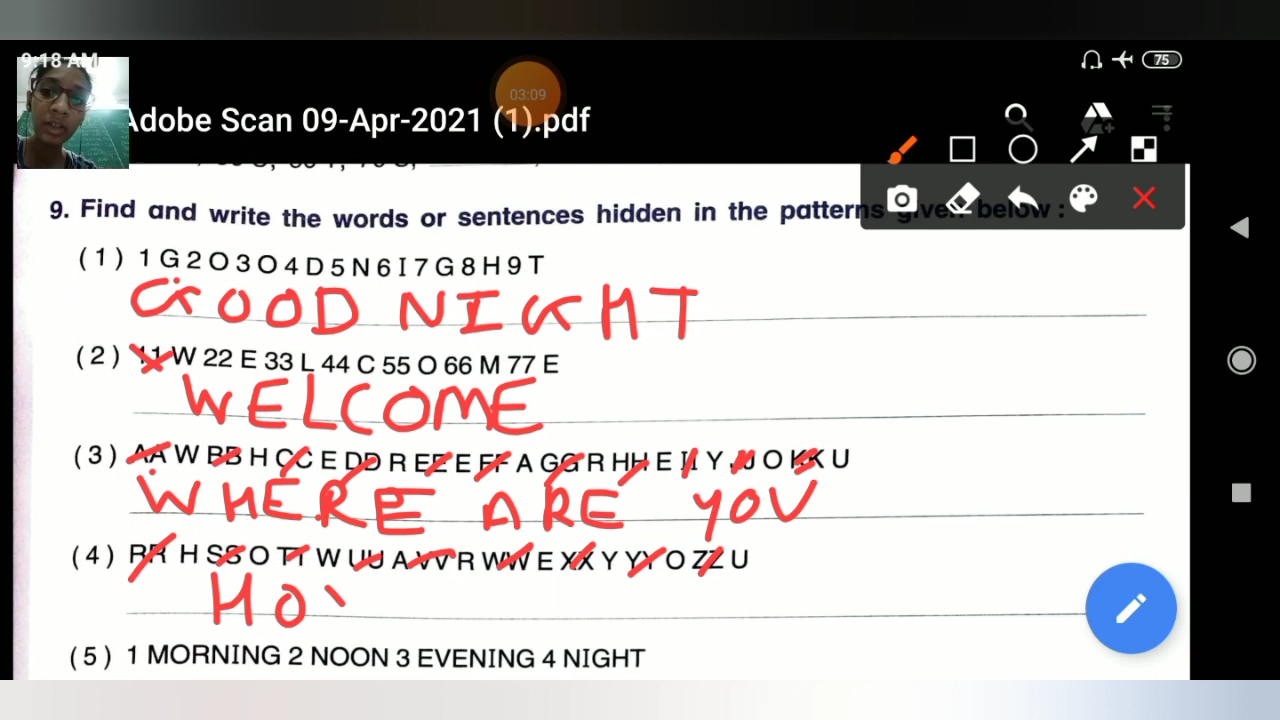 9:18 AM
75
03:09
Adobe Scan 09-Apr-2021 (1).pdf
9. Find and write the words or sentences hidden in the patterns given below :
(1) 1 G 2 O 3 O 4 D 5 N 6 I 7 G 8 H 9 T
GOOD NIGHT
(2) 11 W 22 E 33 L 44 C 55 O 66 M 77 E
WELCOME
(3) AA W BB H CC E DD R EE E FF A GG R HH E II Y JJ O KK U
WHERE ARE YOU
(4) RR H SS O TT W UU A VV R WW E XX Y YY O ZZ U
HO
(5) 1 MORNING 2 NOON 3 EVENING 4 NIGHT